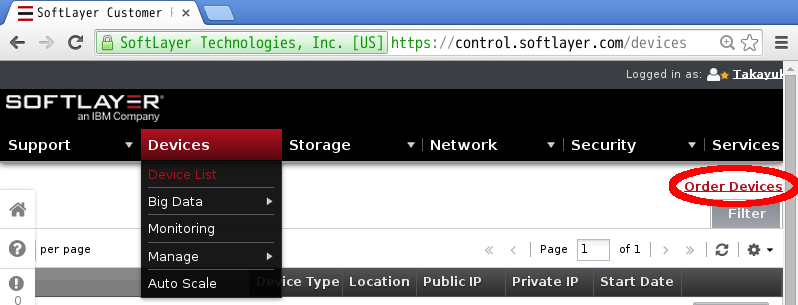 SoftLayer Customer P
SoftLayer Technologies, Inc. [US] https://control.softlayer.com/devices
Logged in as: Takayuk
SOFTLAYER®
an IBM Company
Support Devices Storage Network Security Services
Device List
Order Devices
Big Data
Filter
Monitoring
per page
Page 1 of 1
Manage
Device Type Location Public IP Private IP Start Date
Auto Scale
0